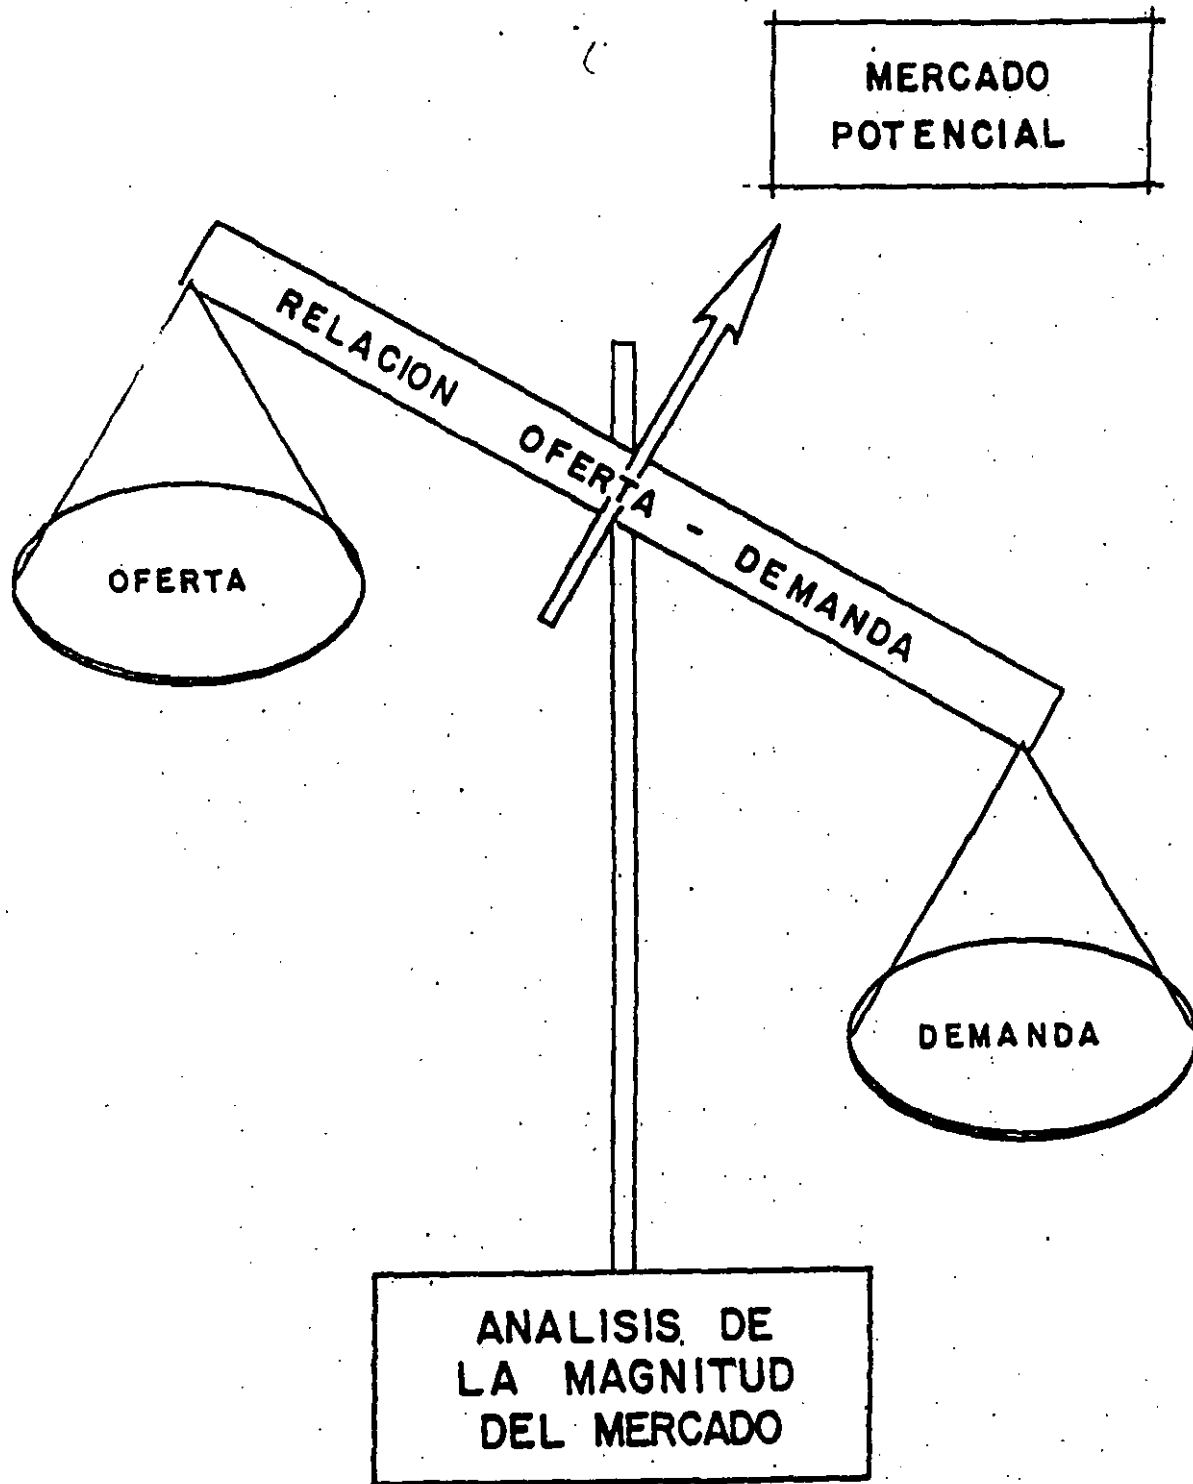 MERCADO
POTENCIAL
RELACION OFERTA - DEMANDA
OFERTA
DEMANDA
ANALISIS DE
LA MAGNITUD
DEL MERCADO